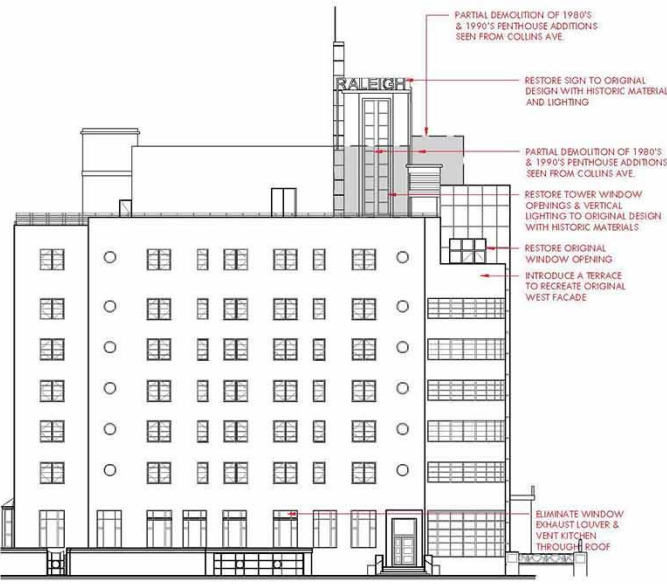 PARTIAL DEMOLITION OF 1980'S
& 1990'S PENTHOUSE ADDITIONS
SEEN FROM COLLINS AVE.
RALEIGH
RESTORE SIGN TO ORIGINAL
DESIGN WITH HISTORIC MATERIAL
AND LIGHTING
PARTIAL DEMOLITION OF 1980'S
& 1990'S PENTHOUSE ADDITIONS
SEEN FROM COLLINS AVE.
RESTORE TOWER WINDOW
OPENINGS & VERTICAL
LIGHTING TO ORIGINAL DESIGN
WITH HISTORIC MATERIALS
RESTORE ORIGINAL
WINDOW OPENING
INTRODUCE A TERRACE
TO RECREATE ORIGINAL
WEST FACADE
ELIMINATE WINDOW
EXHAUST LOUVER &
VENT KITCHEN
THROUGH ROOF